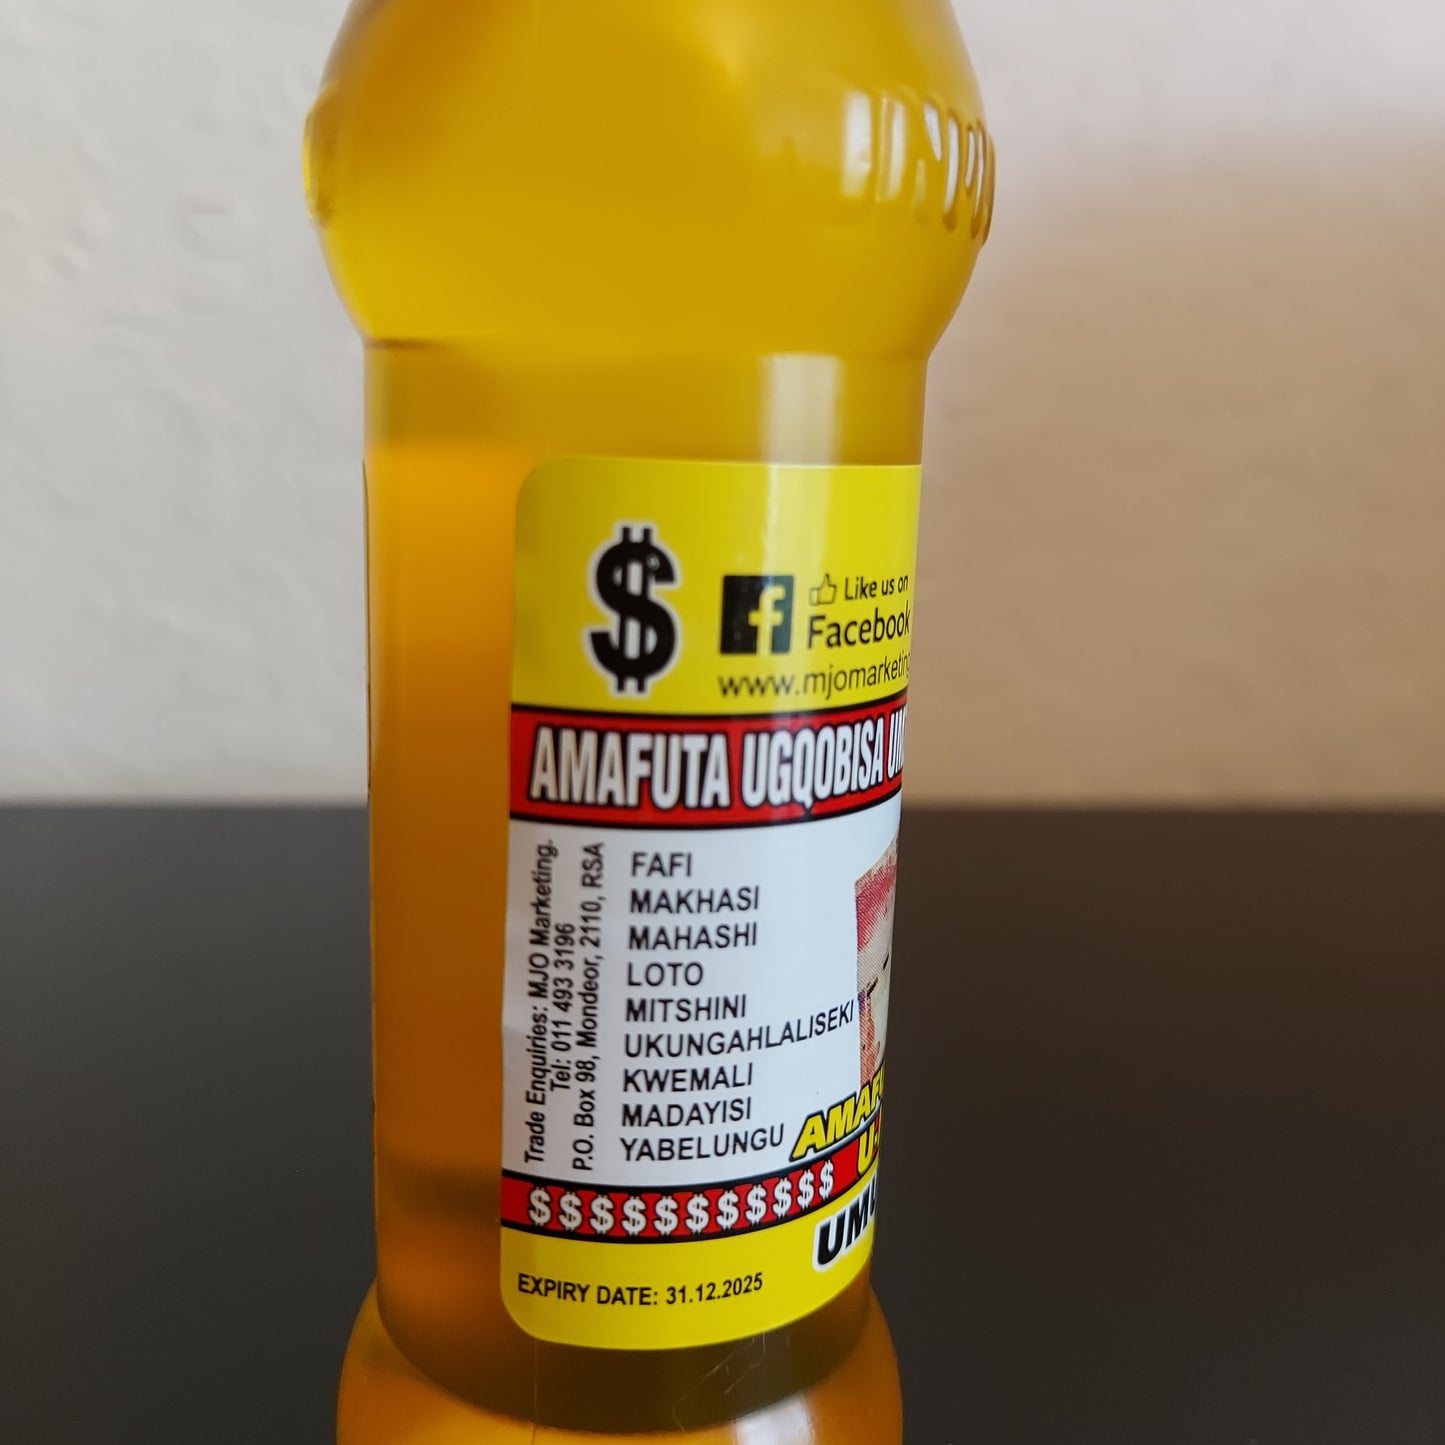 $
f
Like us on
Facebook
www.mjomarketing
AMAFUTA UGQOBISA
Trade Enquiries: MJO Marketing.
Tel: 011 493 3196
P.O. Box 98, Mondeor, 2110, RSA
FAFI
MAKHASI
MAHASHI
LOTO
MITSHINI
UKUNGAHLALISEKI
KWEMALI
MADAYISI
YABELUNGU
$$$$$$$$$$
EXPIRY DATE: 31.12.2025